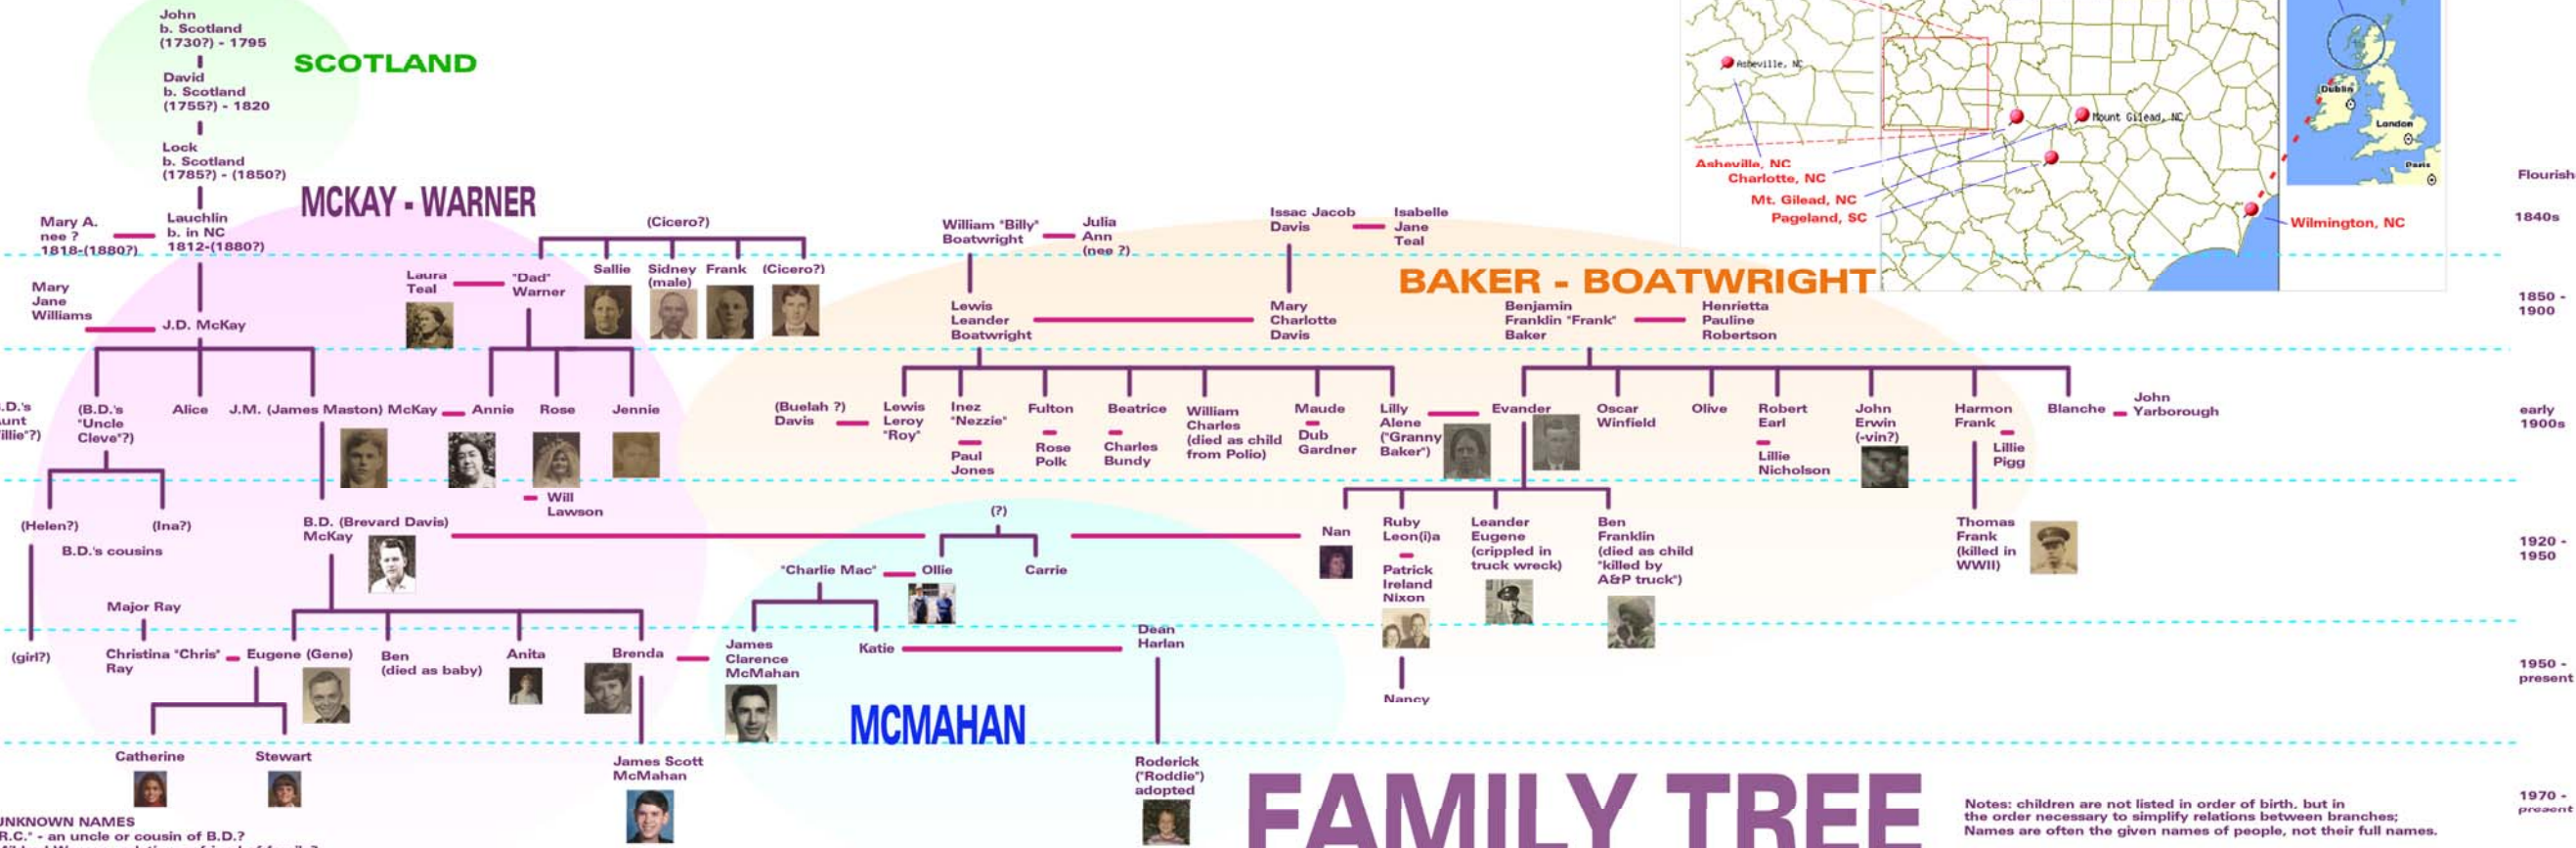 John
b. Scotland
(1730?) - 1795
SCOTLAND
David
b. Scotland
(1755?) - 1820
Lock
b. Scotland
(1785?) - (1850?)
MCKAY - WARNER
Mary A.
nee ?
1818-(1880?)
Lauchlin
b. in NC
1812-(1880?)
(Cicero?)
William "Billy"
Boatwright
Julia
Ann
(nee ?)
Issac Jacob
Davis
Isabelle
Jane
Teal
Asheville, NC
Mount Gilead, NC
Asheville, NC
Charlotte, NC
Mt. Gilead, NC
Pageland, SC
Wilmington, NC
Dublin
London
Paris
Flourish
1840s
Mary
Jane
Williams
J.D. McKay
Laura
Teal
"Dad"
Warner
Sallie
Sidney
(male)
Frank
(Cicero?)
BAKER - BOATWRIGHT
Lewis
Leander
Boatwright
Mary
Charlotte
Davis
Benjamin
Franklin "Frank"
Baker
Henrietta
Pauline
Robertson
1850 -
1900
.D.'s
unt
illie"?)
(B.D.'s
"Uncle
Cleve"?)
Alice
J.M. (James Maston) McKay
Annie
Rose
Jennie
Will
Lawson
(Buelah ?)
Davis
Lewis
Leroy
"Roy"
Inez
"Nezzie"
Paul
Jones
Fulton
Rose
Polk
Beatrice
Charles
Bundy
William
Charles
(died as child
from Polio)
Maude
Dub
Gardner
Lilly
Alene
("Granny
Baker")
Evander
Oscar
Winfield
Olive
Robert
Earl
Lillie
Nicholson
John
Erwin
(-vin?)
Harmon
Frank
Lillie
Pigg
Blanche
John
Yarborough
early
1900s
(Helen?)
(Ina?)
B.D.'s cousins
B.D. (Brevard Davis)
McKay
(?)
"Charlie Mac"
Ollie
Carrie
Nan
Ruby
Leon(i)a
Patrick
Ireland
Nixon
Leander
Eugene
(crippled in
truck wreck)
Ben
Franklin
(died as child
"killed by
A&P truck")
Thomas
Frank
(killed in
WWII)
1920 -
1950
(girl?)
Major Ray
Christina "Chris"
Ray
Eugene (Gene)
Ben
(died as baby)
Anita
Brenda
James
Clarence
McMahan
Katie
Dean
Harlan
Nancy
1950 -
present
MCMAHAN
Catherine
Stewart
James Scott
McMahan
Roderick
("Roddie")
adopted
FAMILY TREE
Notes: children are not listed in order of birth, but in
the order necessary to simplify relations between branches;
Names are often the given names of people, not their full names.
1970 -
present
UNKNOWN NAMES
R.C." - an uncle or cousin of B.D.?